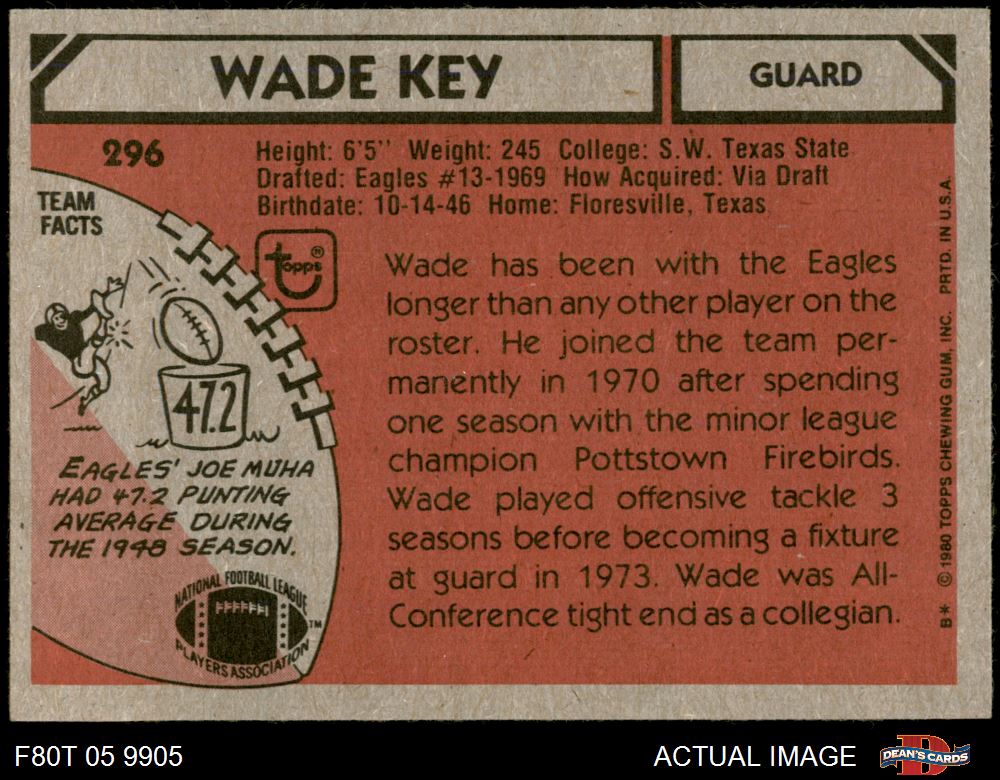 WADE KEY
GUARD
296
Height: 6'5" Weight: 245 College: S.W. Texas State
Drafted: Eagles #13-1969 How Acquired: Via Draft
Birthdate: 10-14-46 Home: Floresville, Texas
TEAM
FACTS
topps®
47.2
EAGLES' JOE MUHA
HAD 47.2 PUNTING
AVERAGE DURING
THE 1948 SEASON.
NATIONAL FOOTBALL LEAGUE
PLAYERS ASSOCIATION
TM
Wade has been with the Eagles
longer than any other player on the
roster. He joined the team per-
manently in 1970 after spending
one season with the minor league
champion Pottstown Firebirds.
Wade played offensive tackle 3
seasons before becoming a fixture
at guard in 1973. Wade was All-
Conference tight end as a collegian.
B* © 1980 TOPPS CHEWING GUM, INC. PRTD. IN U.S.A.
F80T 05 9905
ACTUAL IMAGE
DEAN'S CARDS